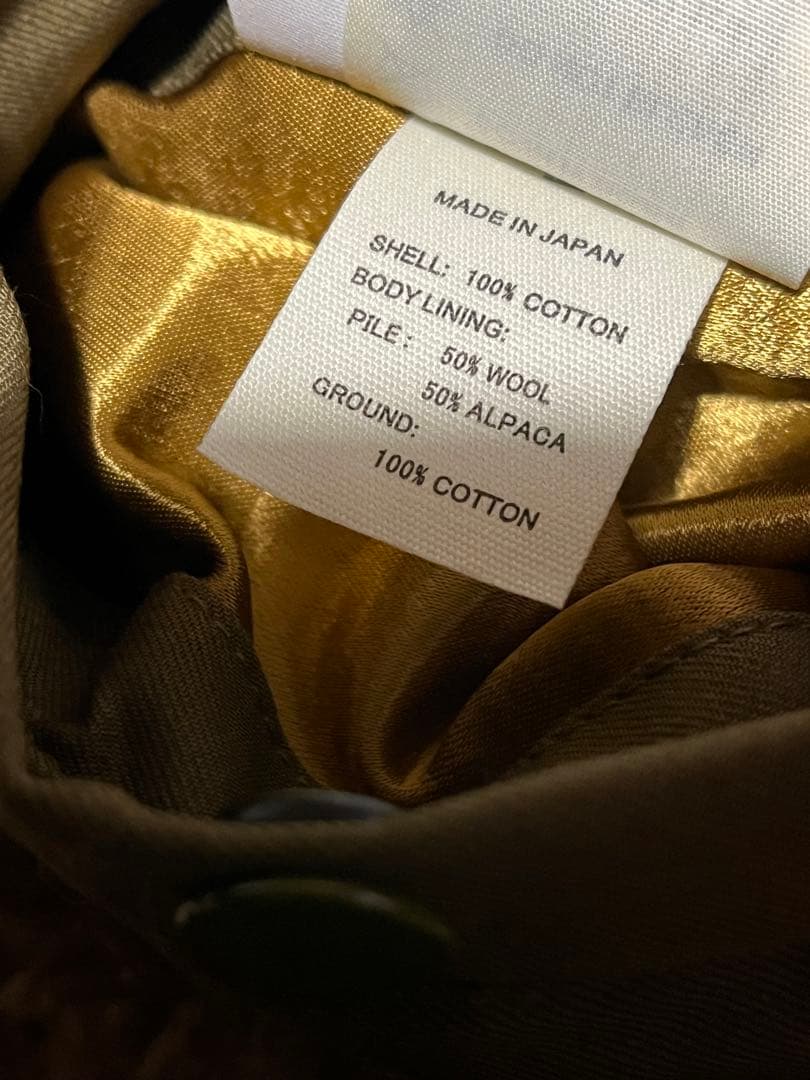 MADE IN JAPAN
SHELL: 100% COTTON
BODY LINING:
PILE: 50% WOOL
50% ALPACA
GROUND:
100% COTTON